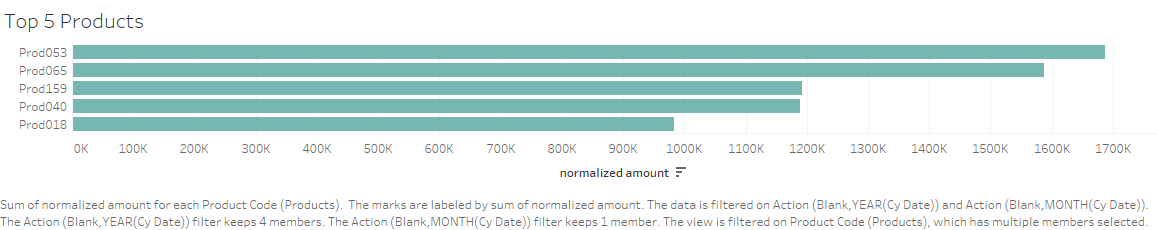 Top 5 Products
Prod053
Prod065
Prod159
Prod040
Prod018
0K 100K 200K 300K 400K 500K 600K 700K 800K 900K 1000K 1100K 1200K 1300K 1400K 1500K 1600K 1700K
normalized amount
Sum of normalized amount for each Product Code (Products).  The marks are labeled by sum of normalized amount. The data is filtered on Action (Blank,YEAR(Cy Date)) and Action (Blank,MONTH(Cy Date)).
The Action (Blank,YEAR(Cy Date)) filter keeps 4 members. The Action (Blank,MONTH(Cy Date)) filter keeps 1 member. The view is filtered on Product Code (Products), which has multiple members selected.